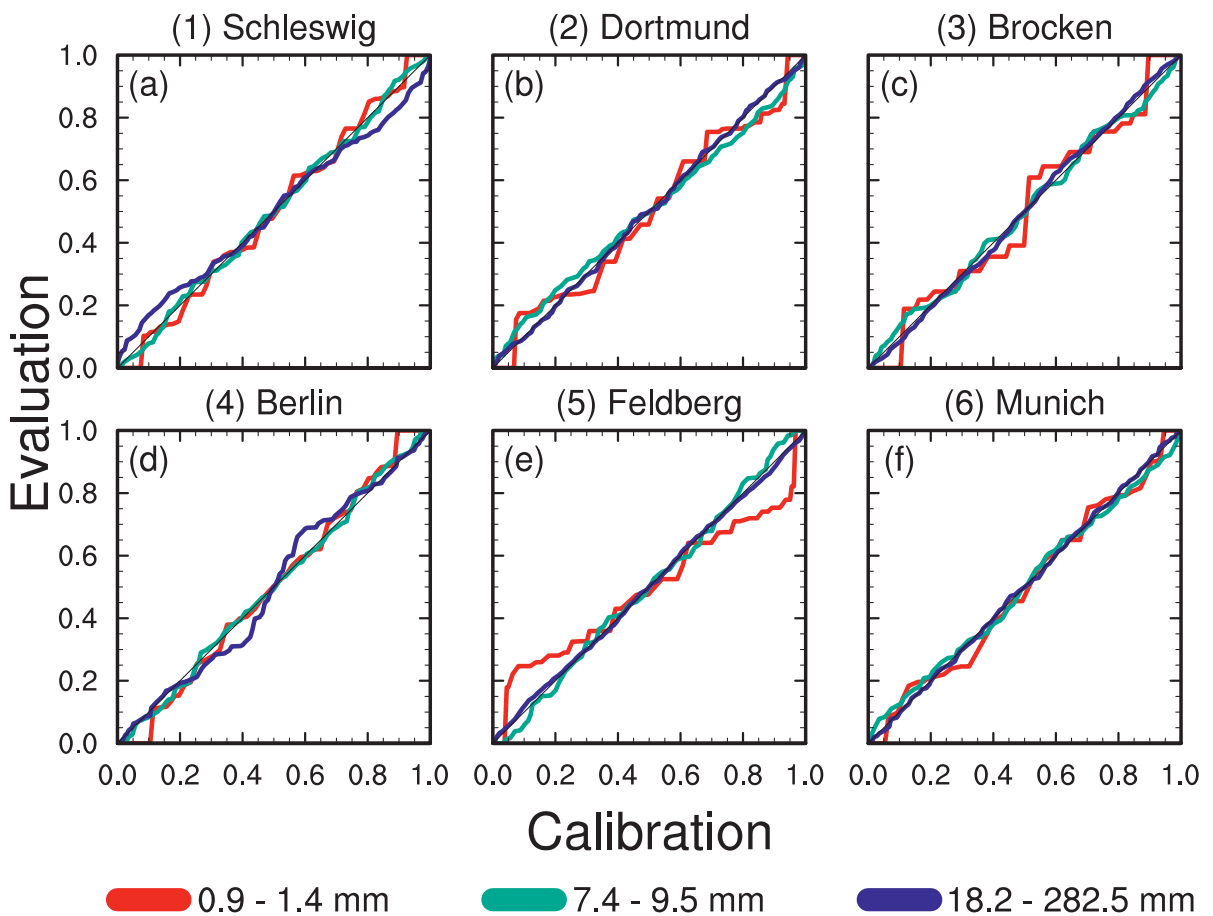 (1) Schleswig (2) Dortmund (3) Brocken
1.0 (a) (b) (c)
0.8
0.6
0.4
0.2
0.0
Evaluation
(4) Berlin (5) Feldberg (6) Munich
1.0 (d) (e) (f)
0.8
0.6
0.4
0.2
0.0
0.0 0.2 0.4 0.6 0.8 1.0 0.0 0.2 0.4 0.6 0.8 1.0 0.0 0.2 0.4 0.6 0.8 1.0
Calibration
0.9 - 1.4 mm 7.4 - 9.5 mm 18.2 - 282.5 mm